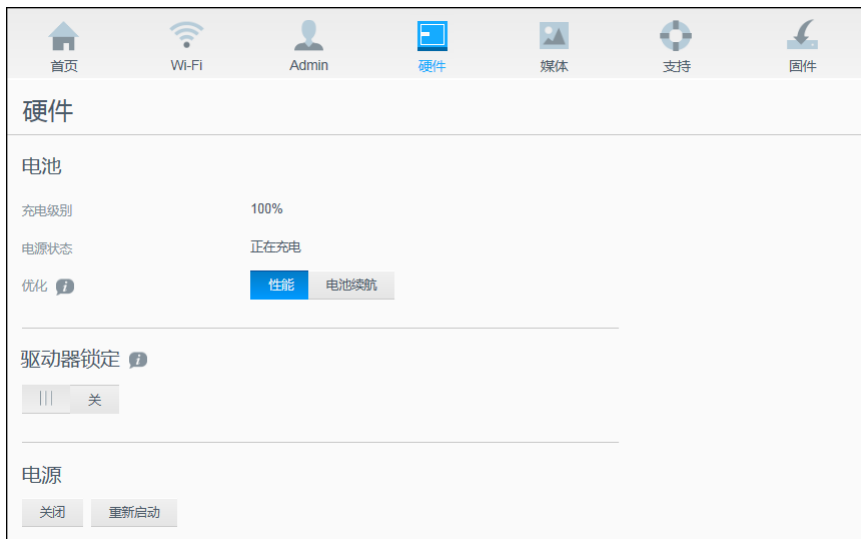 首页 Wi-Fi Admin 硬件 媒体 支持 固件
硬件
电池
充电级别 100%
电源状态 正在充电
优化 i 性能 电池续航
驱动器锁定 i
关
电源
关闭 重新启动